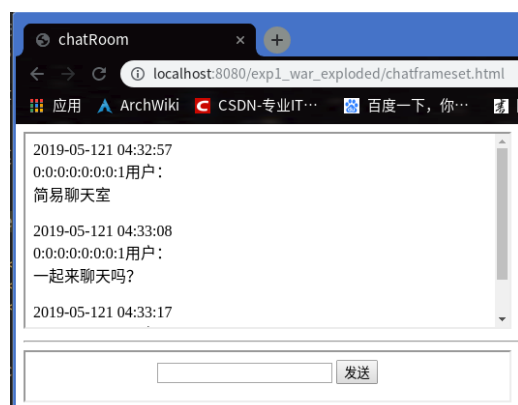 chatRoom
localhost:8080/exp1_war_exploded/chatframeset.html
应用 ArchWiki CSDN-专业IT… 百度一下，你…
2019-05-121 04:32:57
0:0:0:0:0:0:0:1用户：
简易聊天室
2019-05-121 04:33:08
0:0:0:0:0:0:0:1用户：
一起来聊天吗？
2019-05-121 04:33:17
发送